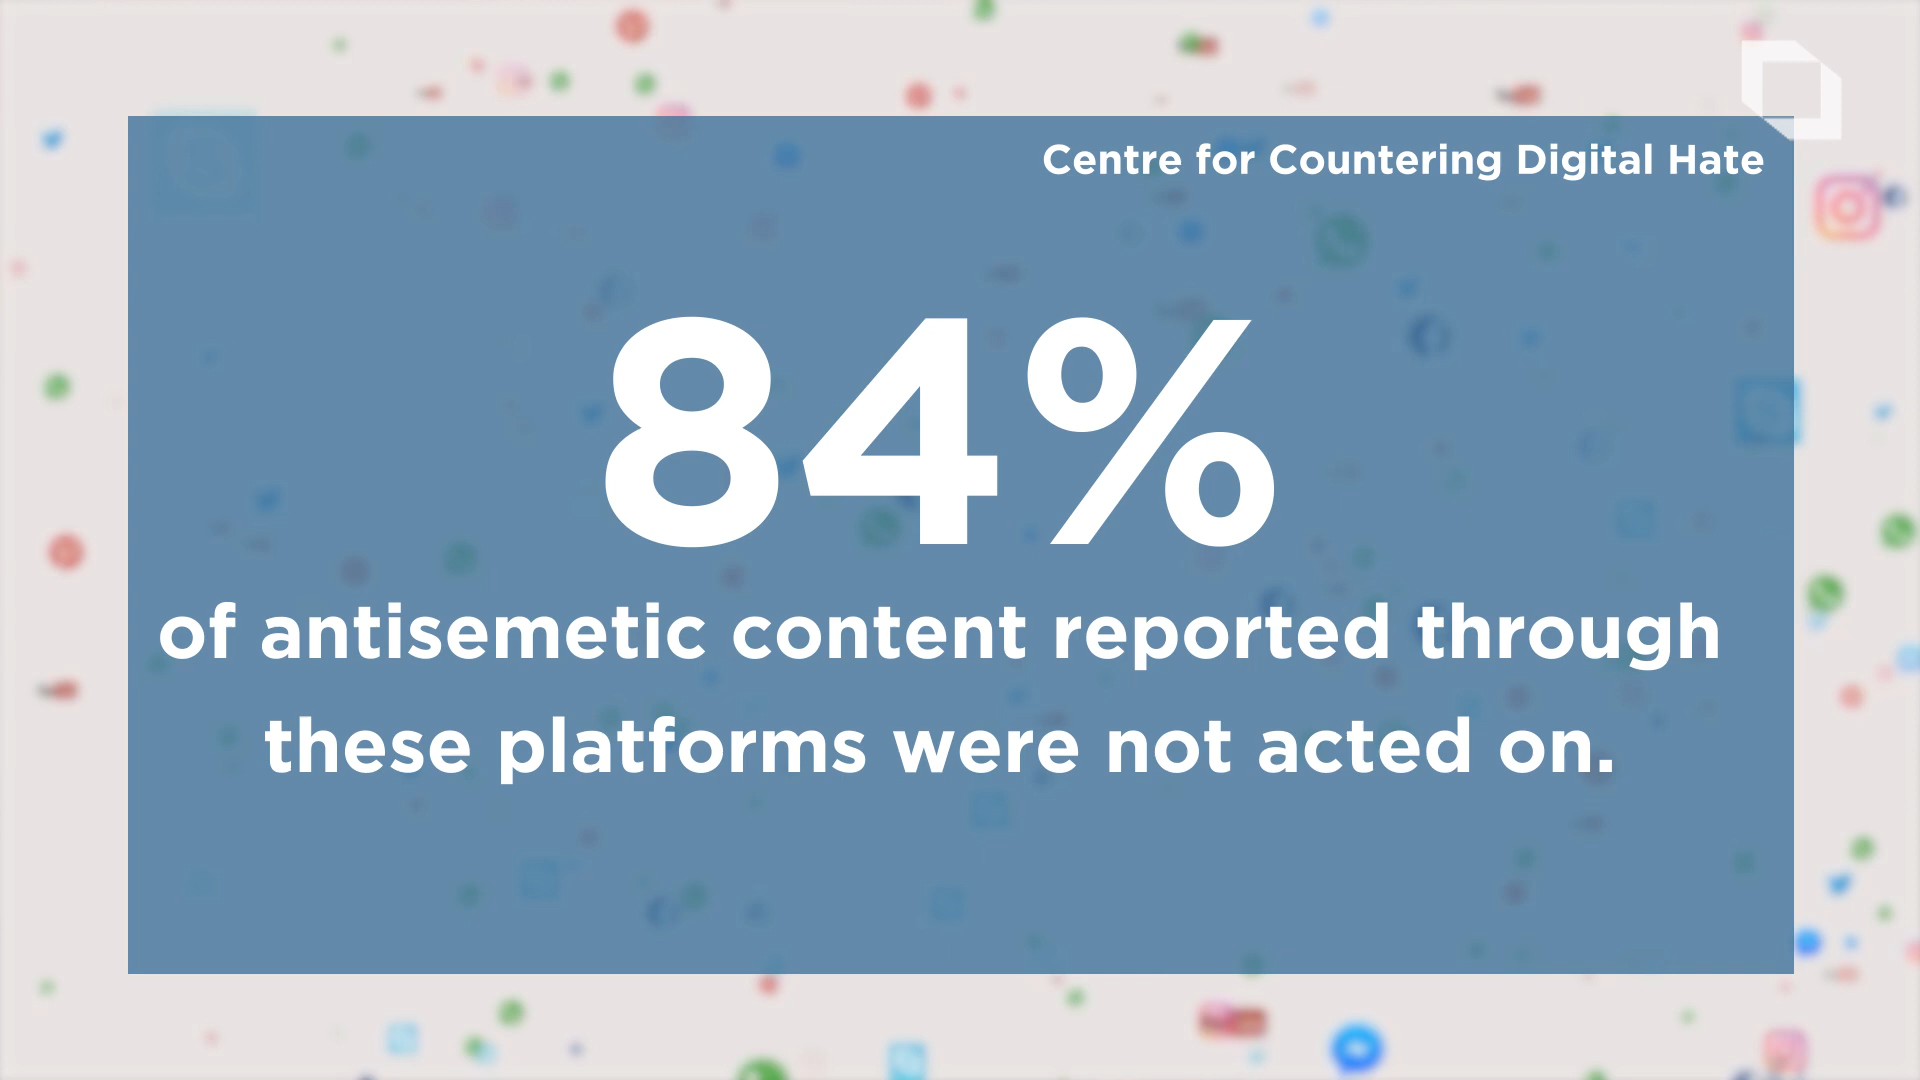 Centre for Countering Digital Hate
84%
of antisemetic content reported through
these platforms were not acted on.